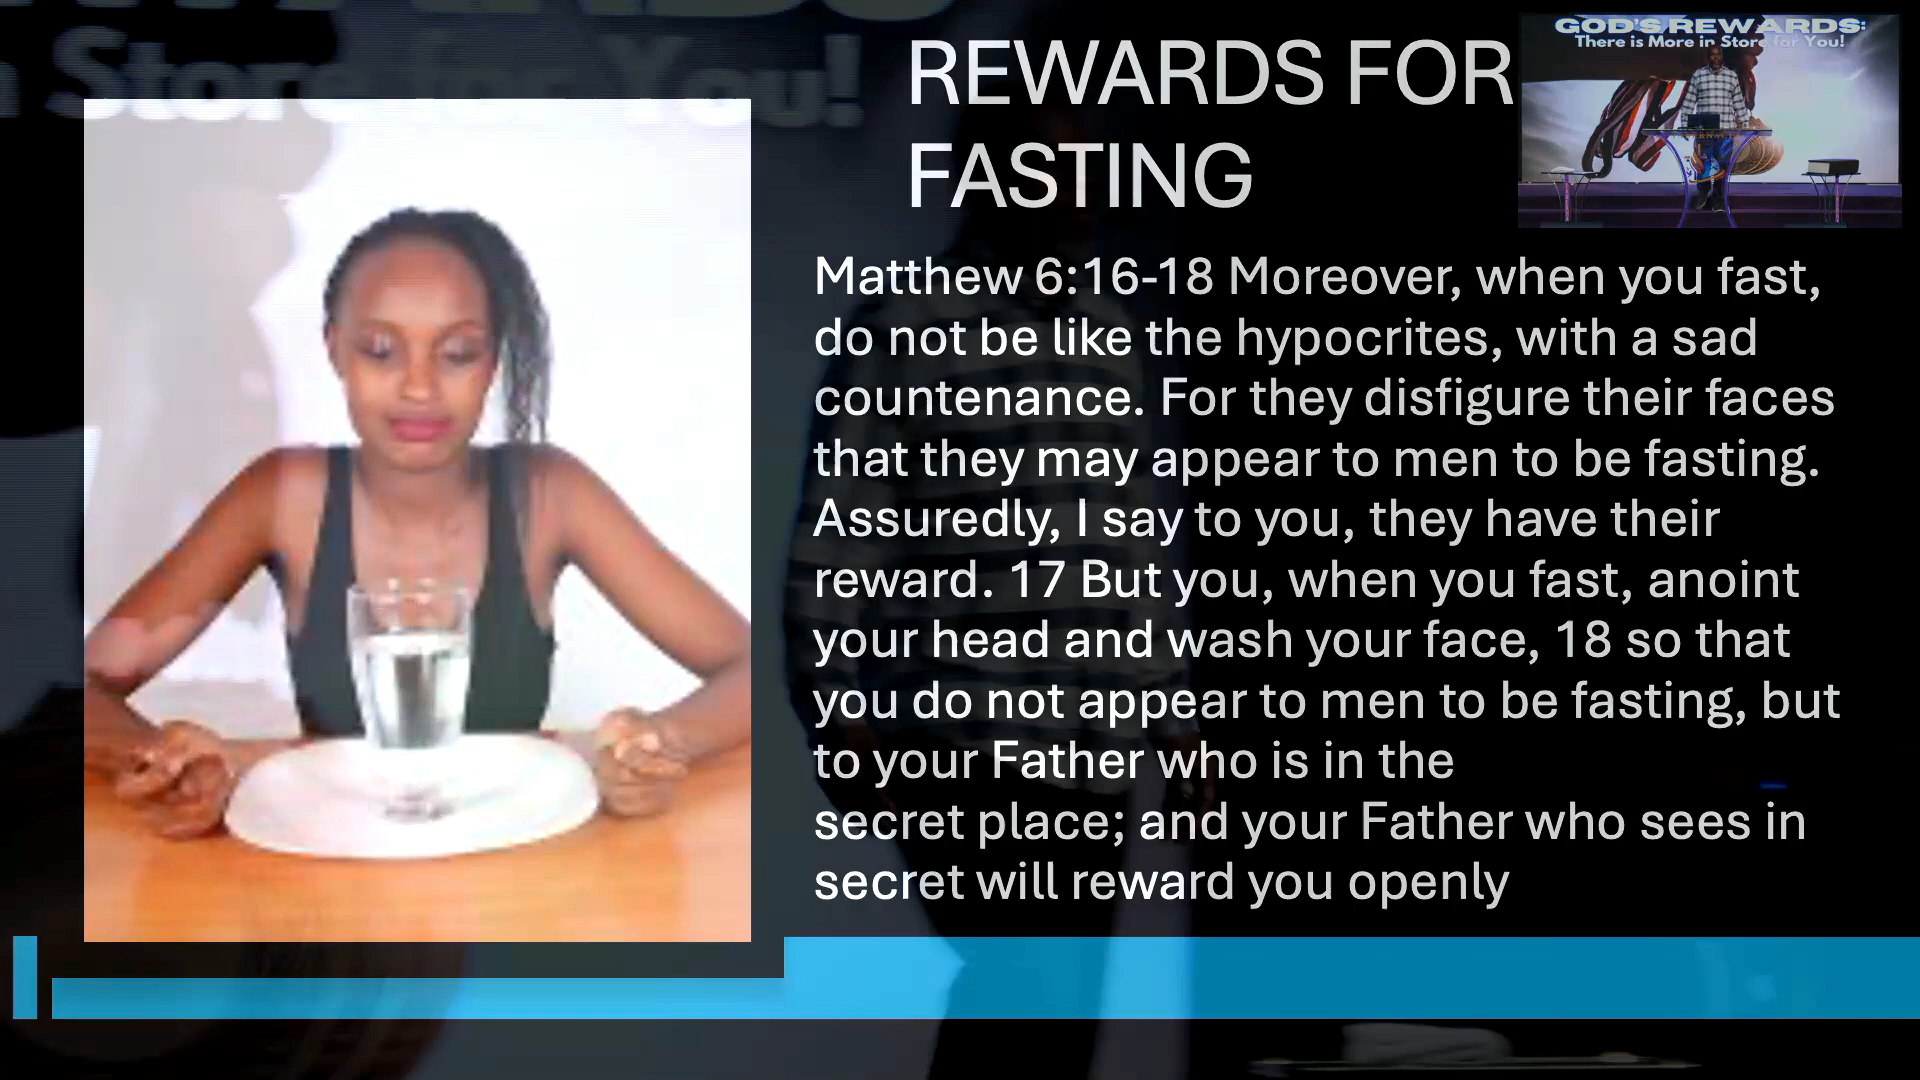 n Store for You!
REWARDS FOR
FASTING
GOD'S REWARDS:
There is More in Store for You!
Matthew 6:16-18 Moreover, when you fast,
do not be like the hypocrites, with a sad
countenance. For they disfigure their faces
that they may appear to men to be fasting.
Assuredly, I say to you, they have their
reward. 17 But you, when you fast, anoint
your head and wash your face, 18 so that
you do not appear to men to be fasting, but
to your Father who is in the
secret place; and your Father who sees in
secret will reward you openly